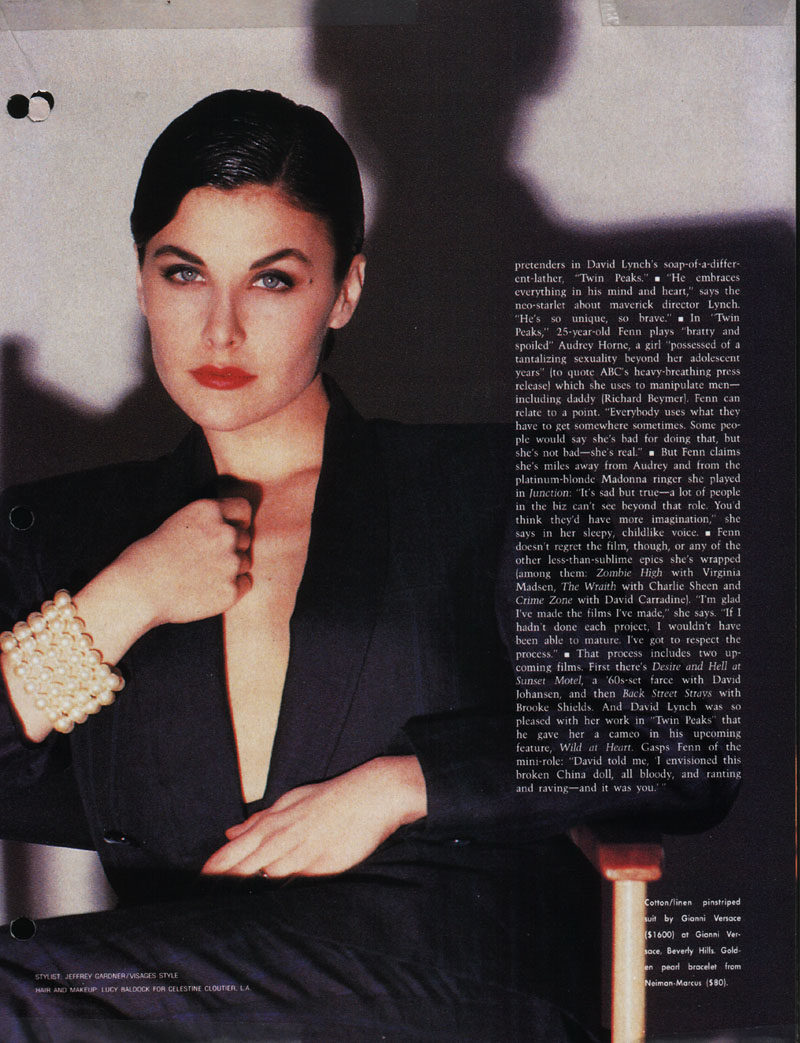 pretenders in David Lynch's soap-of-a-differ-
ent-lather, "Twin Peaks." ■ "He embraces
everything in his mind and heart," says the
neo-starlet about maverick director Lynch.
"He's so unique, so brave." ■ In "Twin
Peaks," 25-year-old Fenn plays "bratty and
spoiled" Audrey Horne, a girl "possessed of a
tantalizing sexuality beyond her adolescent
years" (to quote ABC's heavy-breathing press
release) which she uses to manipulate men—
including daddy (Richard Beymer). Fenn can
relate to a point. "Everybody uses what they
have to get somewhere sometimes. Some peo-
ple would say she's bad for doing that, but
she's not bad—she's real." ■ But Fenn claims
she's miles away from Audrey and from the
platinum-blonde Madonna ringer she played
in Junction: "It's sad but true—a lot of people
in the biz can't see beyond that role. You'd
think they'd have more imagination," she
says in her sleepy, childlike voice. ■ Fenn
doesn't regret the film, though, or any of the
other less-than-sublime epics she's wrapped
(among them: Zombie High with Virginia
Madsen, The Wraith with Charlie Sheen and
Crime Zone with David Carradine). "I'm glad
I've made the films I've made," she says. "If I
hadn't done each project, I wouldn't have
been able to mature. I've got to respect the
process." ■ That process includes two up-
coming films. First there's Desire and Hell at
Sunset Motel, a '60s-set farce with David
Johansen, and then Back Street Strays with
Brooke Shields. And David Lynch was so
pleased with her work in "Twin Peaks" that
he gave her a cameo in his upcoming
feature, Wild at Heart. Gasps Fenn of the
mini-role: "David told me, 'I envisioned this
broken China doll, all bloody, and ranting
and raving—and it was you.'"
Cotton/linen pinstriped
suit by Gianni Versace
($1600) at Gianni Ver-
sace, Beverly Hills. Gold-
en pearl bracelet from
Neiman-Marcus ($80).
STYLIST: JEFFREY GARDNER/VISAGES STYLE
HAIR AND MAKEUP: LUCY BALDOCK FOR CELESTINE CLOUTIER, L.A.